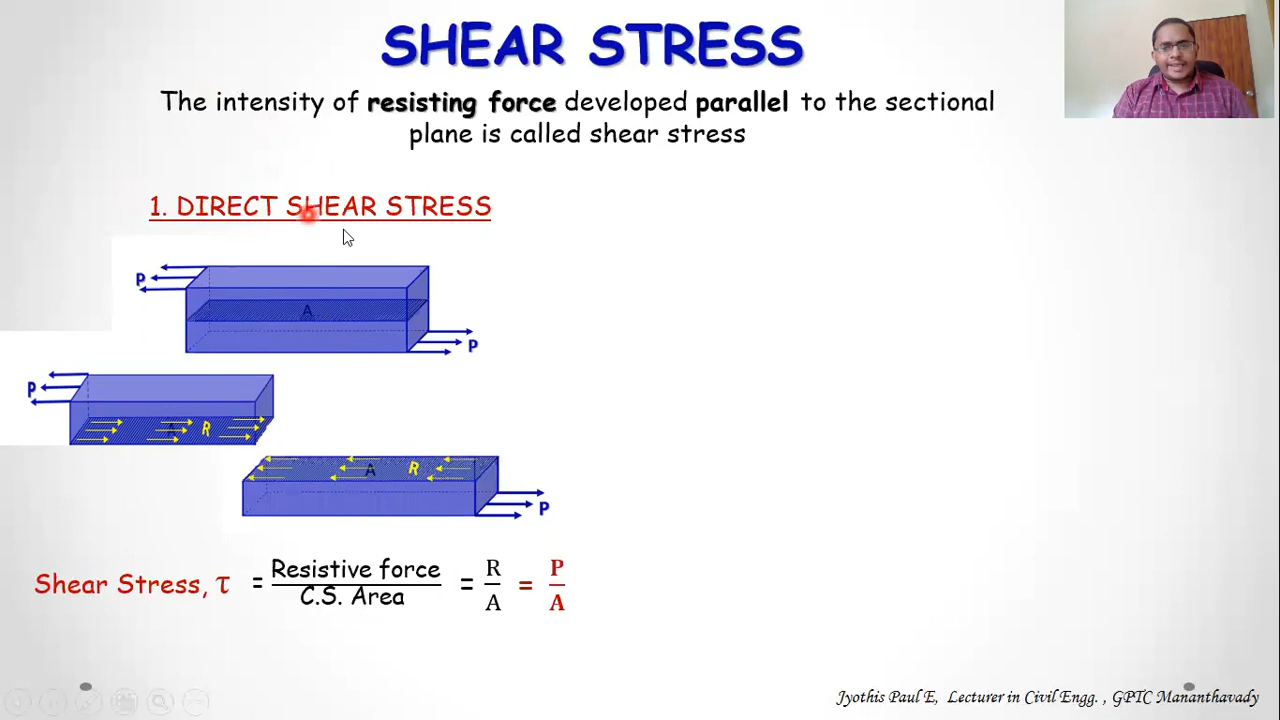 SHEAR STRESS
The intensity of resisting force developed parallel to the sectional
plane is called shear stress
1. DIRECT SHEAR STRESS
P
A
P
P
A R
A R
P
Shear Stress, τ = Resistive force / C.S. Area = R / A = P / A
Jyothis Paul E, Lecturer in Civil Engg. , GPTC Mananthavady